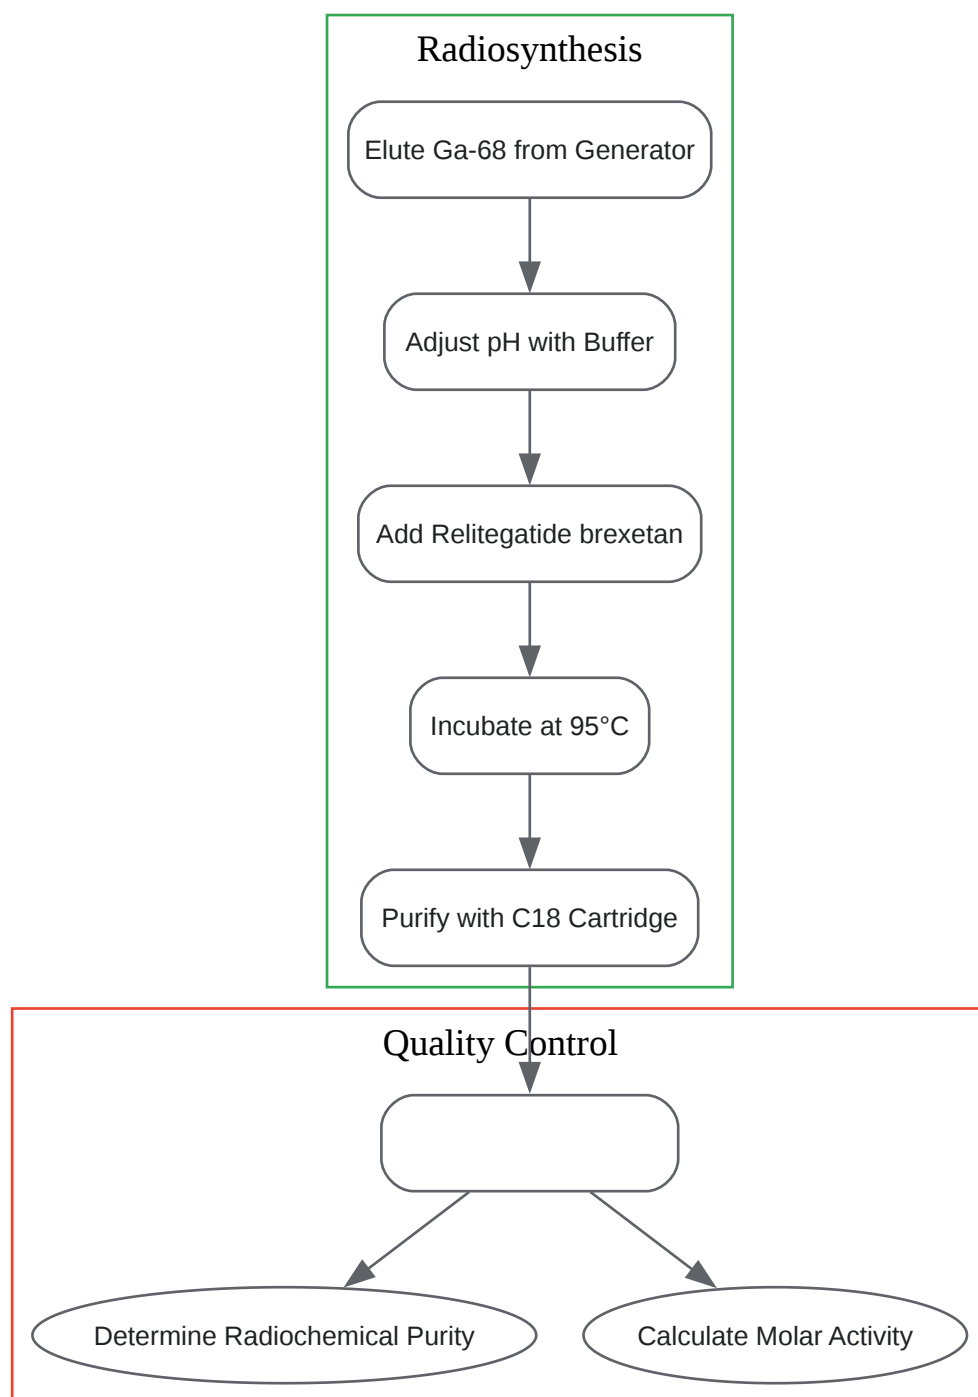 Radiosynthesis
Elute Ga-68 from Generator
Adjust pH with Buffer
Add Relitegatide brexetan
Incubate at 95°C
Purify with C18 Cartridge
Quality Control
Determine Radiochemical Purity
Calculate Molar Activity